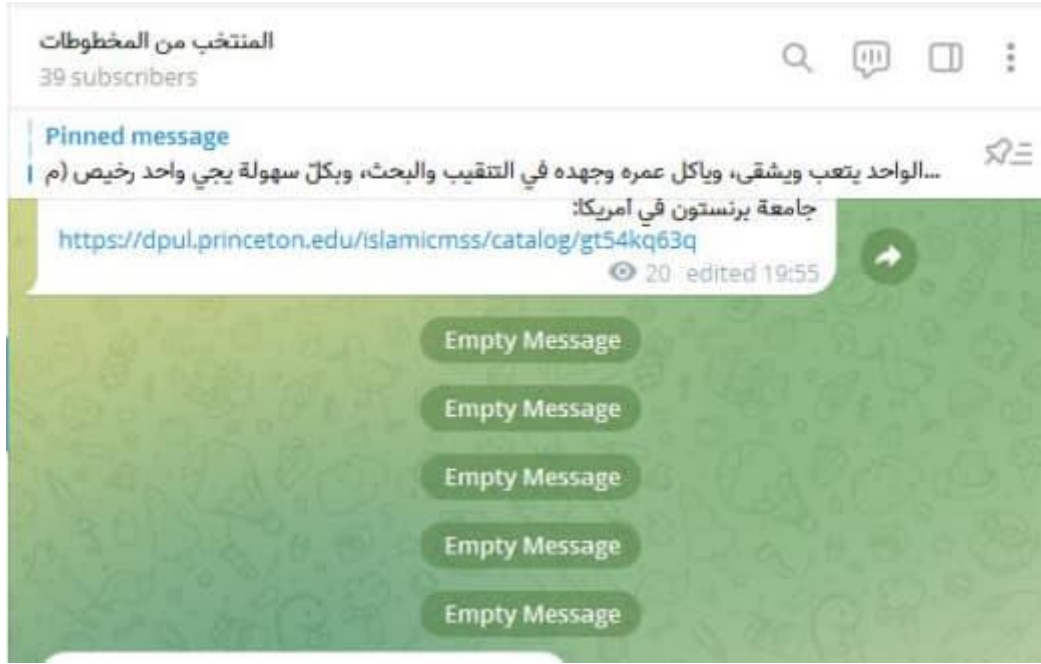 المنتخب من المخطوطات
39 subscribers
Pinned message
الواحد يتعب ويشقى، وياكل عمره وجهده في التنقيب والبحث، وبكلّ سهولة يجي واحد رخيص (م...
جامعة برنستون في أمريكا:
https://dpul.princeton.edu/islamicmss/catalog/gt54kq63q
20 edited 19:55
Empty Message
Empty Message
Empty Message
Empty Message
Empty Message